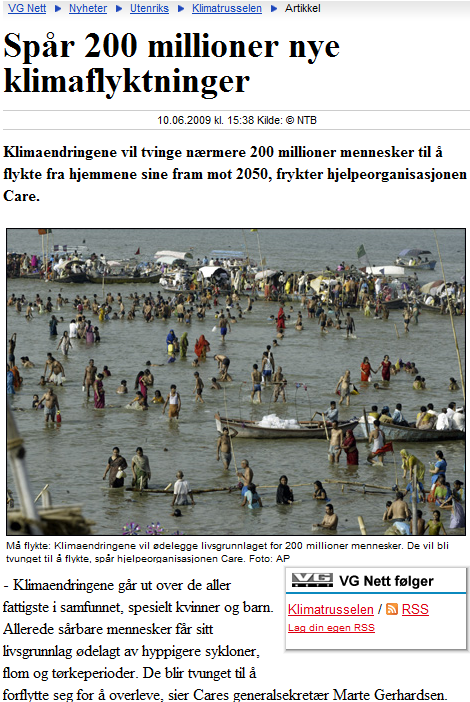 VG Nett Nyheter Utenriks Klimatrusselen Artikkel
Spår 200 millioner nye
klimaflyktninger
10.06.2009 kl. 15:38 Kilde: © NTB
Klimaendringene vil tvinge nærmere 200 millioner mennesker til å
flykte fra hjemmene sine fram mot 2050, frykter hjelpeorganisasjonen
Care.
Må flykte: Klimaendringene vil ødelegge livsgrunnlaget for 200 millioner mennesker. De vil bli
tvunget til å flykte, spår hjelpeorganisasjonen Care. Foto: AP
- Klimaendringene går ut over de aller
fattigste i samfunnet, spesielt kvinner og barn.
Allerede sårbare mennesker får sitt
livsgrunnlag ødelagt av hyppigere sykloner,
flom og tørkeperioder. De blir tvunget til å
forflytte seg for å overleve, sier Cares generalsekretær Marte Gerhardsen.
VG VG Nett følger
Klimatrusselen / RSS
Lag din egen RSS